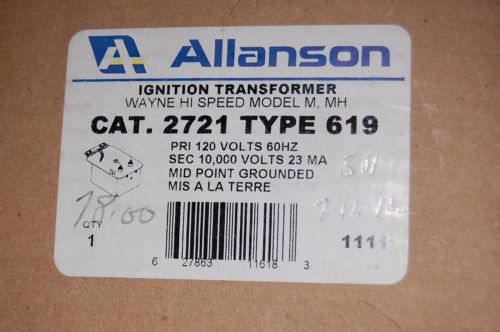 Allanson
IGNITION TRANSFORMER
WAYNE HI SPEED MODEL M, MH
CAT. 2721 TYPE 619
PRI 120 VOLTS 60HZ
SEC 10,000 VOLTS 23 MA
MID POINT GROUNDED
MIS A LA TERRE
78.00
QTY
1
1111
6 27863 11618 3